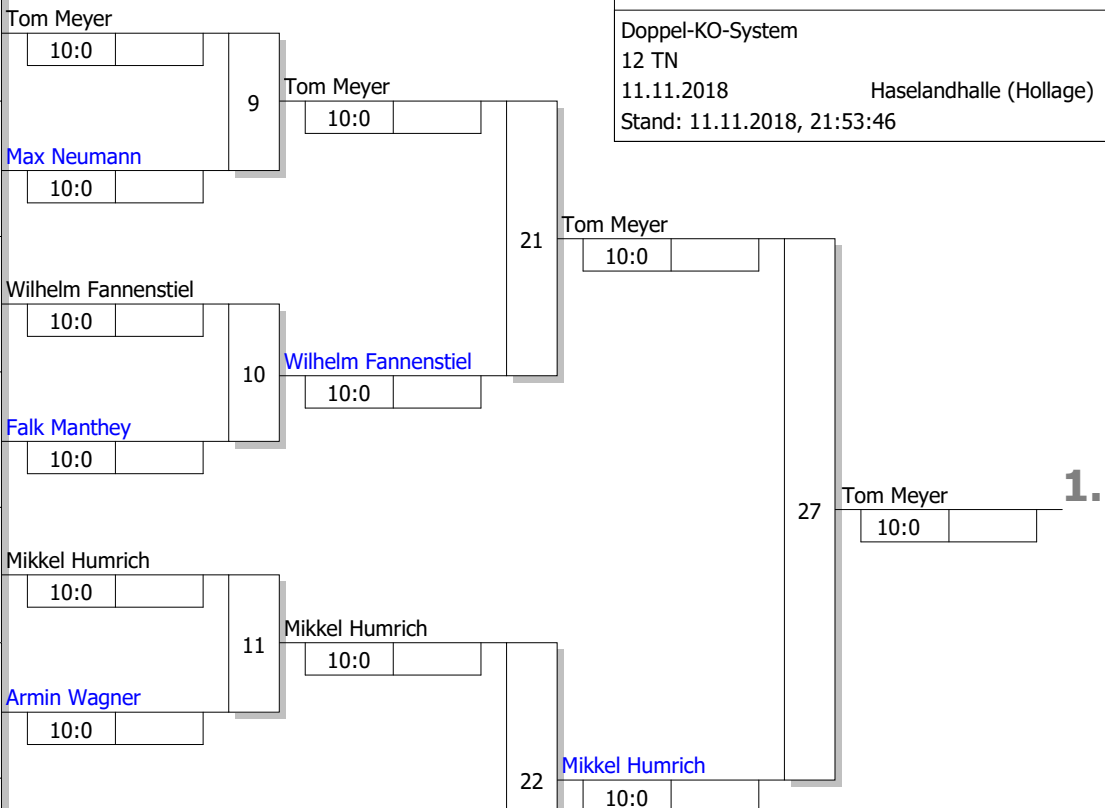 Tom Meyer
10:0
Doppel-KO-System
12 TN
11.11.2018 Haselandhalle (Hollage)
Stand: 11.11.2018, 21:53:46
9
Tom Meyer
10:0
Max Neumann
10:0
21
Tom Meyer
10:0
Wilhelm Fannenstiel
10:0
10
Wilhelm Fannenstiel
10:0
Falk Manthey
10:0
27
Tom Meyer
10:0
1.
Mikkel Humrich
10:0
11
Mikkel Humrich
10:0
Armin Wagner
10:0
22
Mikkel Humrich
10:0